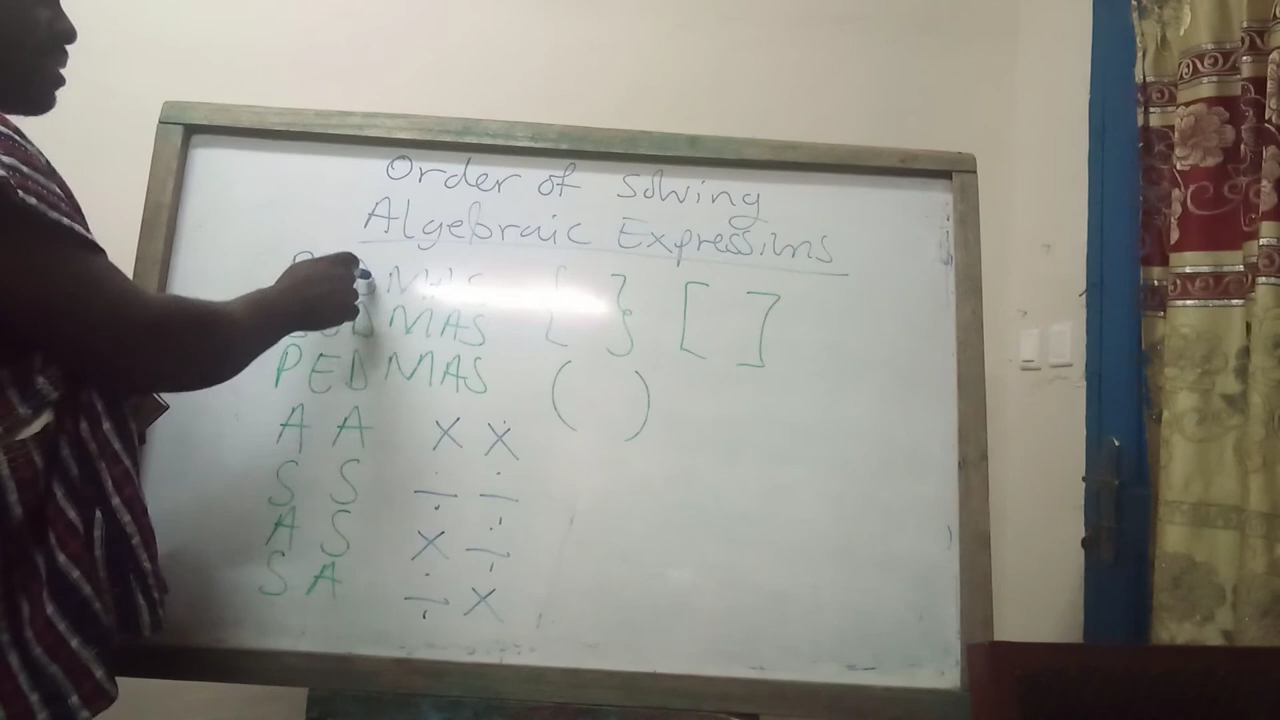 Order of Solving
Algebraic Expressions
MAS { } [ ]
MAS
PEDMAS ( )
A A × ×
S S ÷ ÷
A S × ÷
S A ÷ ×